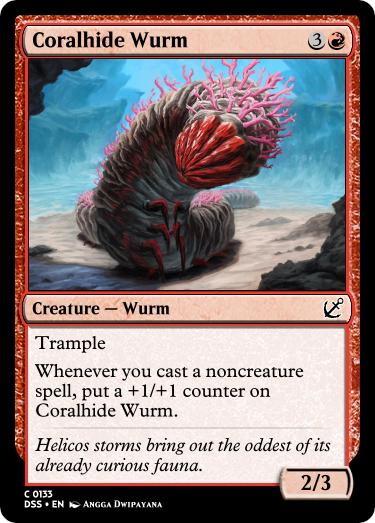 Coralhide Wurm 3
Creature — Wurm
Trample
Whenever you cast a noncreature
spell, put a +1/+1 counter on
Coralhide Wurm.
Helicos storms bring out the oddest of its
already curious fauna.
2/3
C 0133
DSS • EN Angga Dwipayana